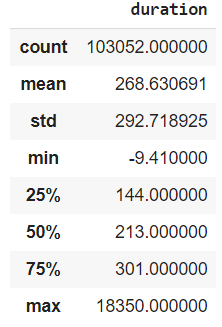 duration
count 103052.000000
mean 268.630691
std 292.718925
min -9.410000
25% 144.000000
50% 213.000000
75% 301.000000
max 18350.000000